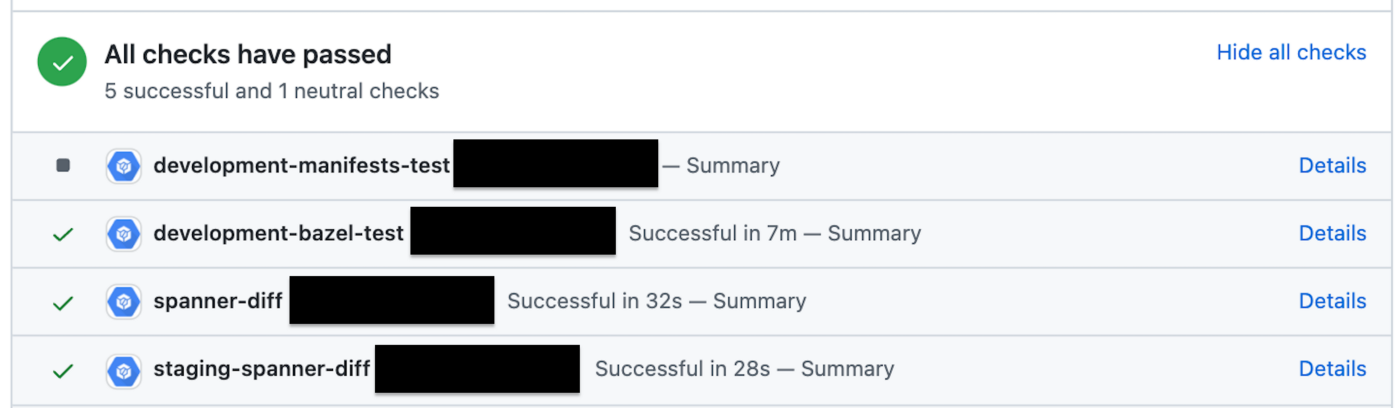 All checks have passed
Hide all checks
5 successful and 1 neutral checks
development-manifests-test — Summary Details
development-bazel-test Successful in 7m — Summary Details
spanner-diff Successful in 32s — Summary Details
staging-spanner-diff Successful in 28s — Summary Details